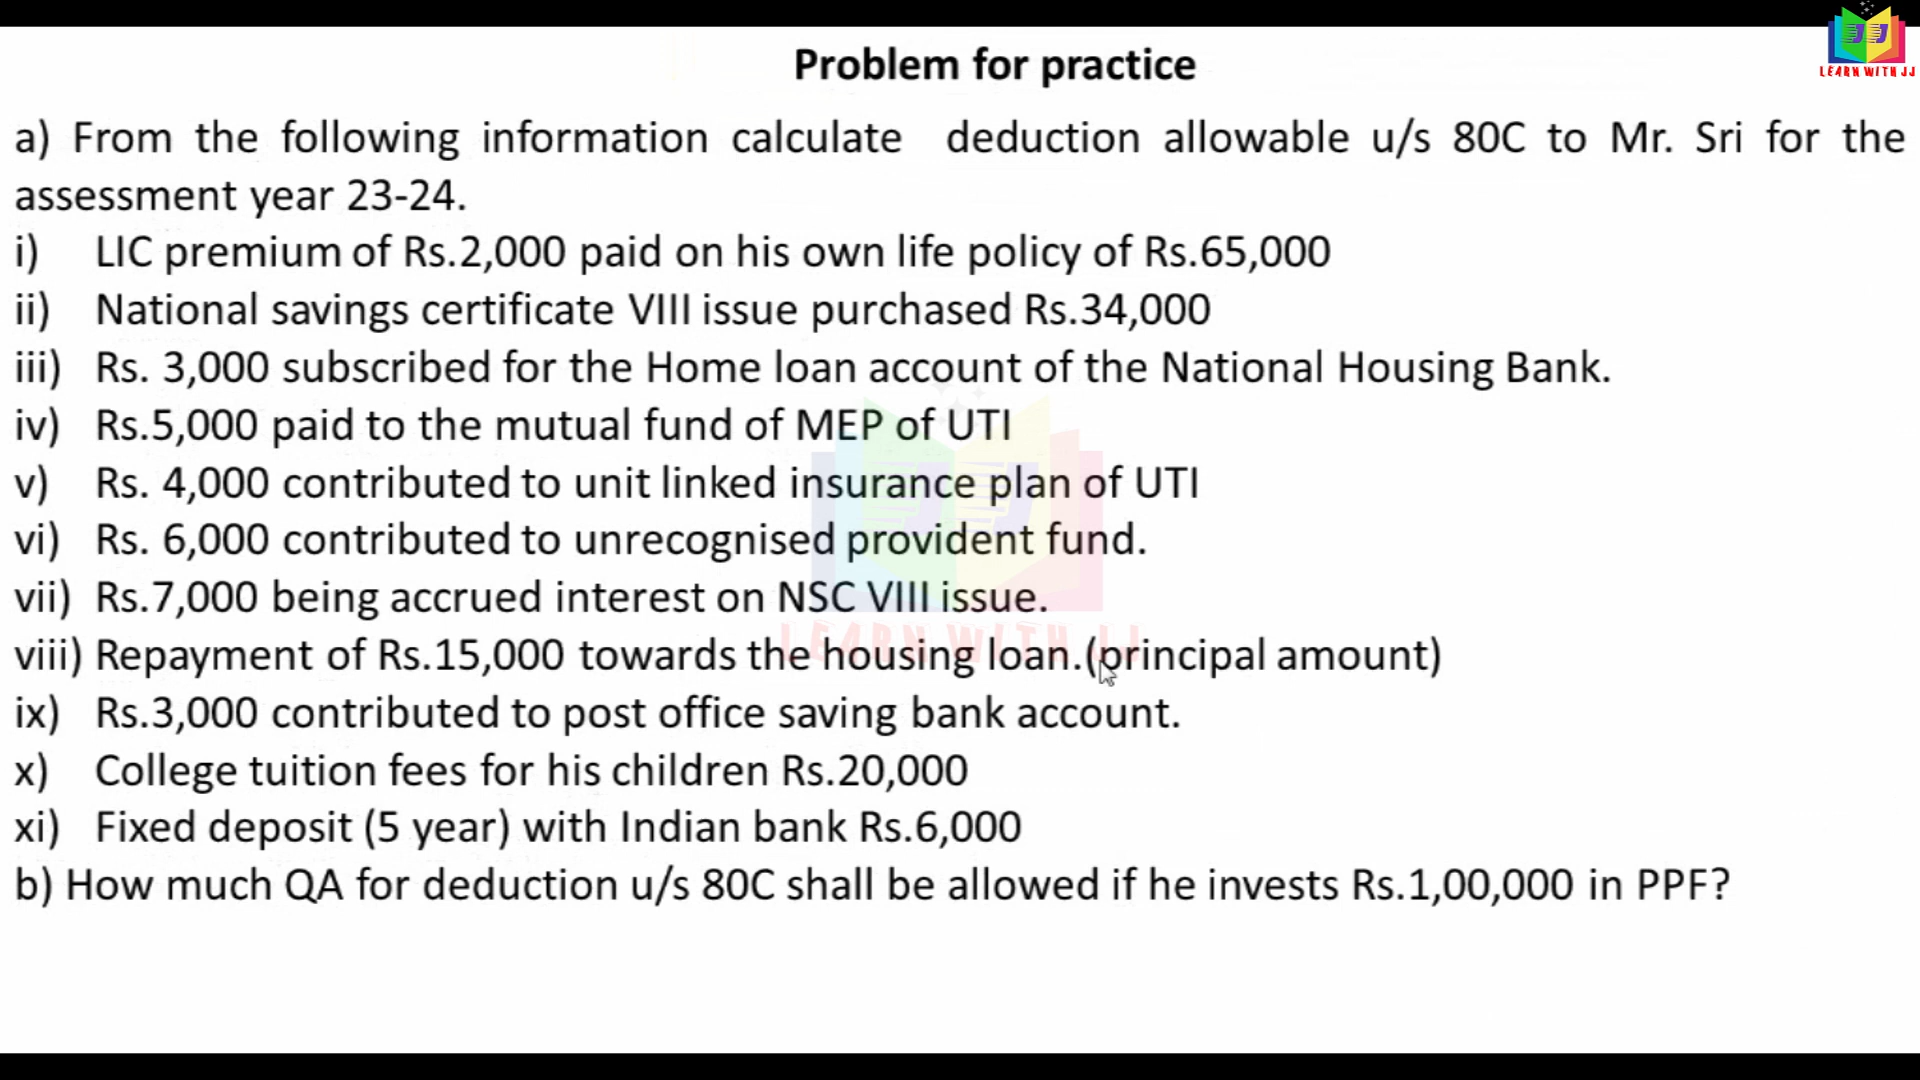 LEARN WITH JJ
Problem for practice
a) From the following information calculate deduction allowable u/s 80C to Mr. Sri for the
assessment year 23-24.
i) LIC premium of Rs.2,000 paid on his own life policy of Rs.65,000
ii) National savings certificate VIII issue purchased Rs.34,000
iii) Rs. 3,000 subscribed for the Home loan account of the National Housing Bank.
iv) Rs.5,000 paid to the mutual fund of MEP of UTI
v) Rs. 4,000 contributed to unit linked insurance plan of UTI
vi) Rs. 6,000 contributed to unrecognised provident fund.
vii) Rs.7,000 being accrued interest on NSC VIII issue.
LEARN WITH JJ
viii) Repayment of Rs.15,000 towards the housing loan.(principal amount)
ix) Rs.3,000 contributed to post office saving bank account.
x) College tuition fees for his children Rs.20,000
xi) Fixed deposit (5 year) with Indian bank Rs.6,000
b) How much QA for deduction u/s 80C shall be allowed if he invests Rs.1,00,000 in PPF?